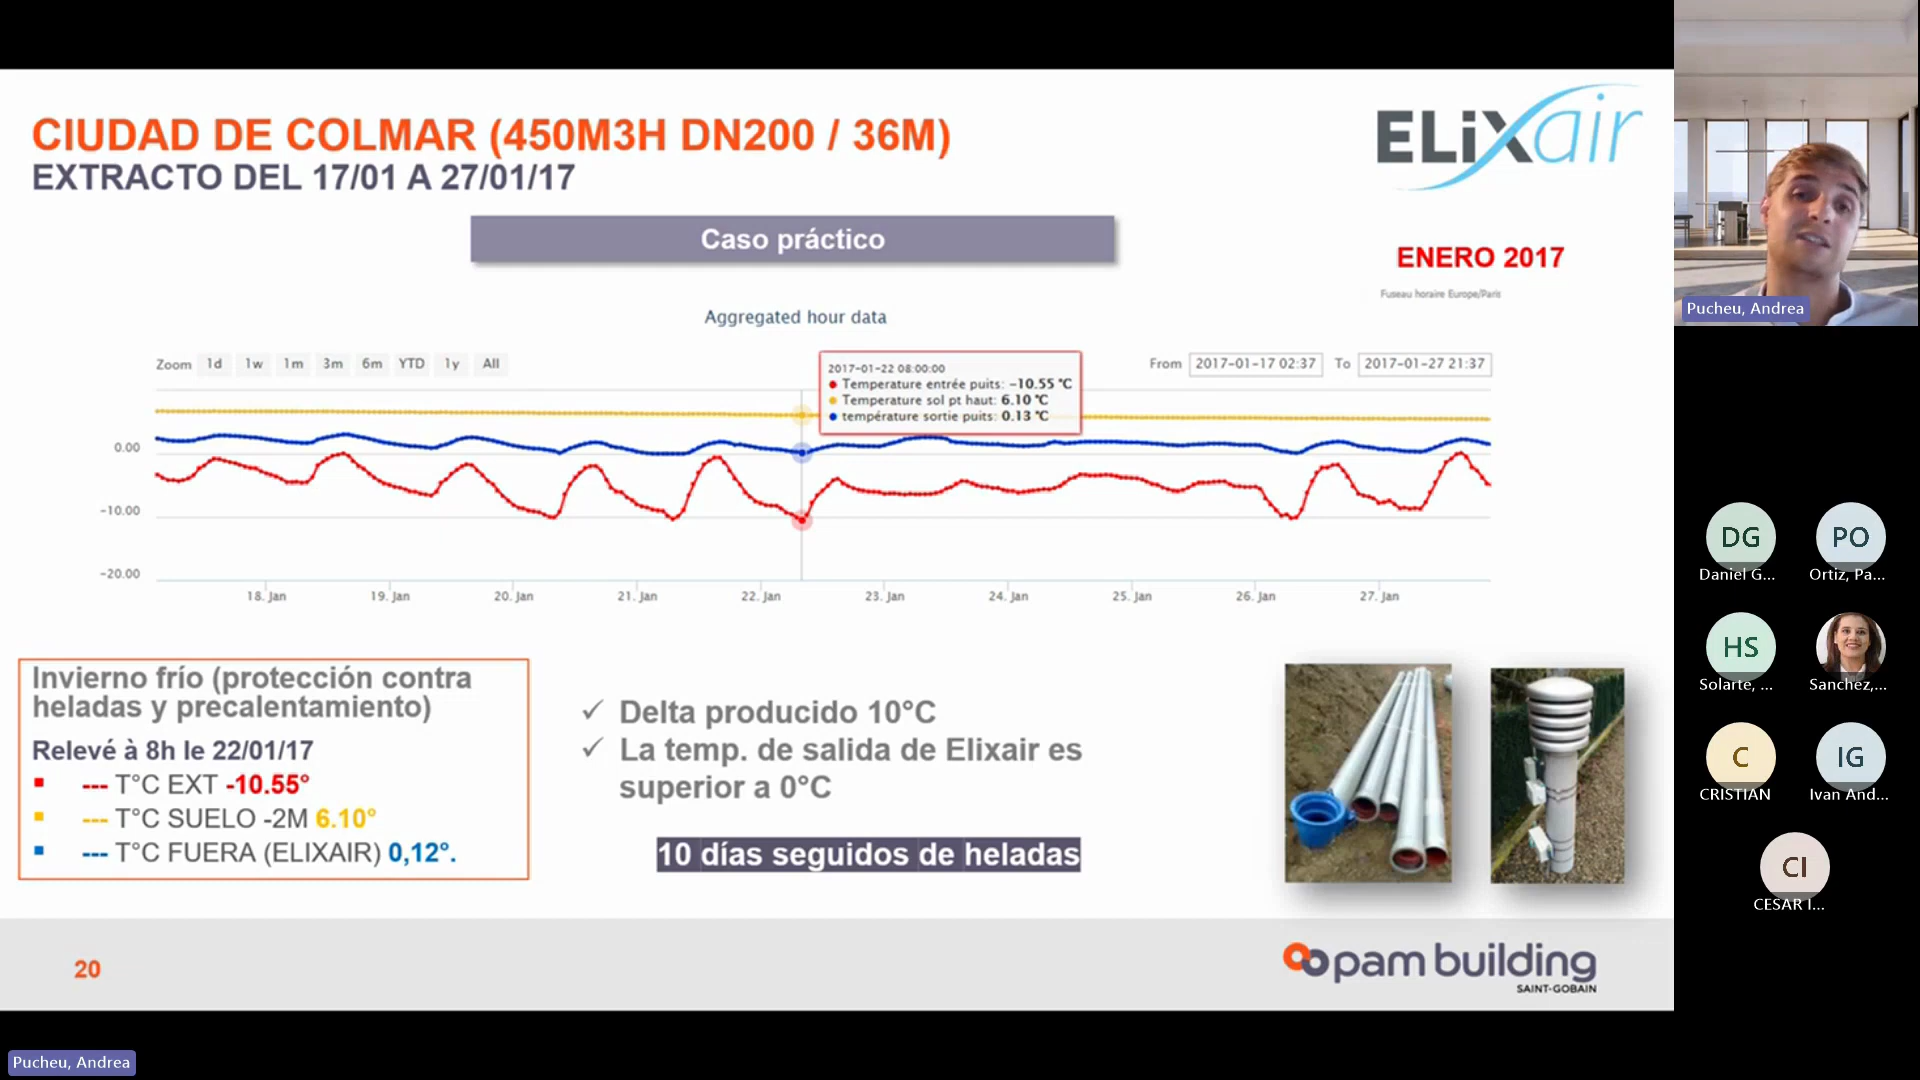 CIUDAD DE COLMAR (450M3H DN200 / 36M)
EXTRACTO DEL 17/01 A 27/01/17
ELiXair
Caso práctico
ENERO 2017
Fuseau horaire Europe/Paris
Aggregated hour data
Zoom 1d 1w 1m 3m 6m YTD 1y All
From 2017-01-17 02:37 To 2017-01-27 21:37
2017-01-22 08:00:00
Temperature entrée puits: -10.55 °C
Temperature sol pt haut: 6.10 °C
température sortie puits: 0.13 °C
0.00
-10.00
-20.00
18. Jan 19. Jan 20. Jan 21. Jan 22. Jan 23. Jan 24. Jan 25. Jan 26. Jan 27. Jan
Invierno frío (protección contra
heladas y precalentamiento)
Relevé à 8h le 22/01/17
--- T°C EXT -10.55°
--- T°C SUELO -2M 6.10°
--- T°C FUERA (ELIXAIR) 0,12°.
✓ Delta producido 10°C
✓ La temp. de salida de Elixair es
superior a 0°C
10 días seguidos de heladas
20
pam building
SAINT-GOBAIN
Pucheu, Andrea
Pucheu, Andrea
DG
Daniel G...
PO
Ortiz, Pa...
HS
Solarte, ...
Sanchez,...
C
CRISTIAN
IG
Ivan And...
CI
CESAR I...